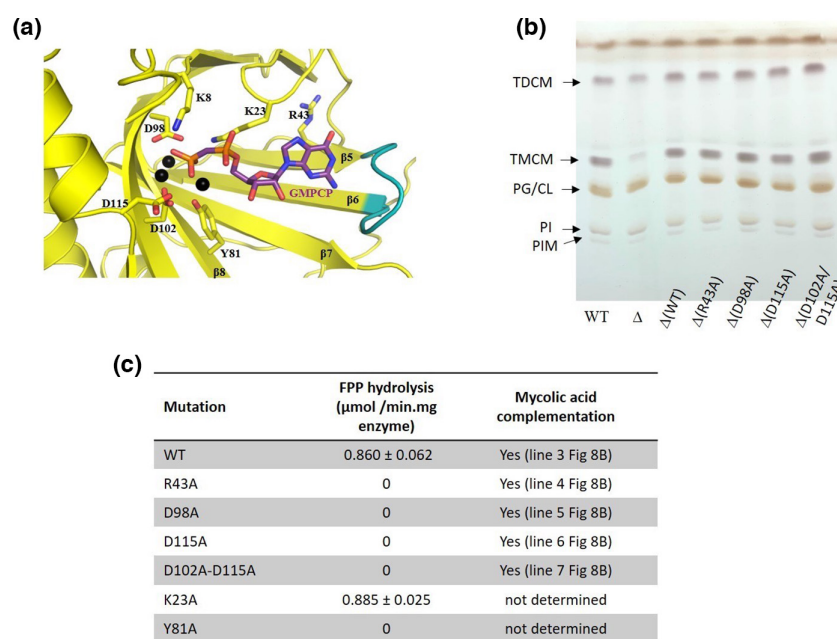 (a)
K8
D98
K23
R43
β5
GMPCP
β6
D115
D102
Y81
β7
β8
(b)
TDCM
TMCM
PG/CL
PI
PIM
WT
Δ
Δ(WT)
Δ(R43A)
Δ(D98A)
Δ(D115A)
Δ(D102A/
D115A)
(c)
Mutation
FPP hydrolysis
(μmol /min.mg
enzyme)
Mycolic acid
complementation
WT 0.860 ± 0.062 Yes (line 3 Fig 8B)
R43A 0 Yes (line 4 Fig 8B)
D98A 0 Yes (line 5 Fig 8B)
D115A 0 Yes (line 6 Fig 8B)
D102A-D115A 0 Yes (line 7 Fig 8B)
K23A 0.885 ± 0.025 not determined
Y81A 0 not determined